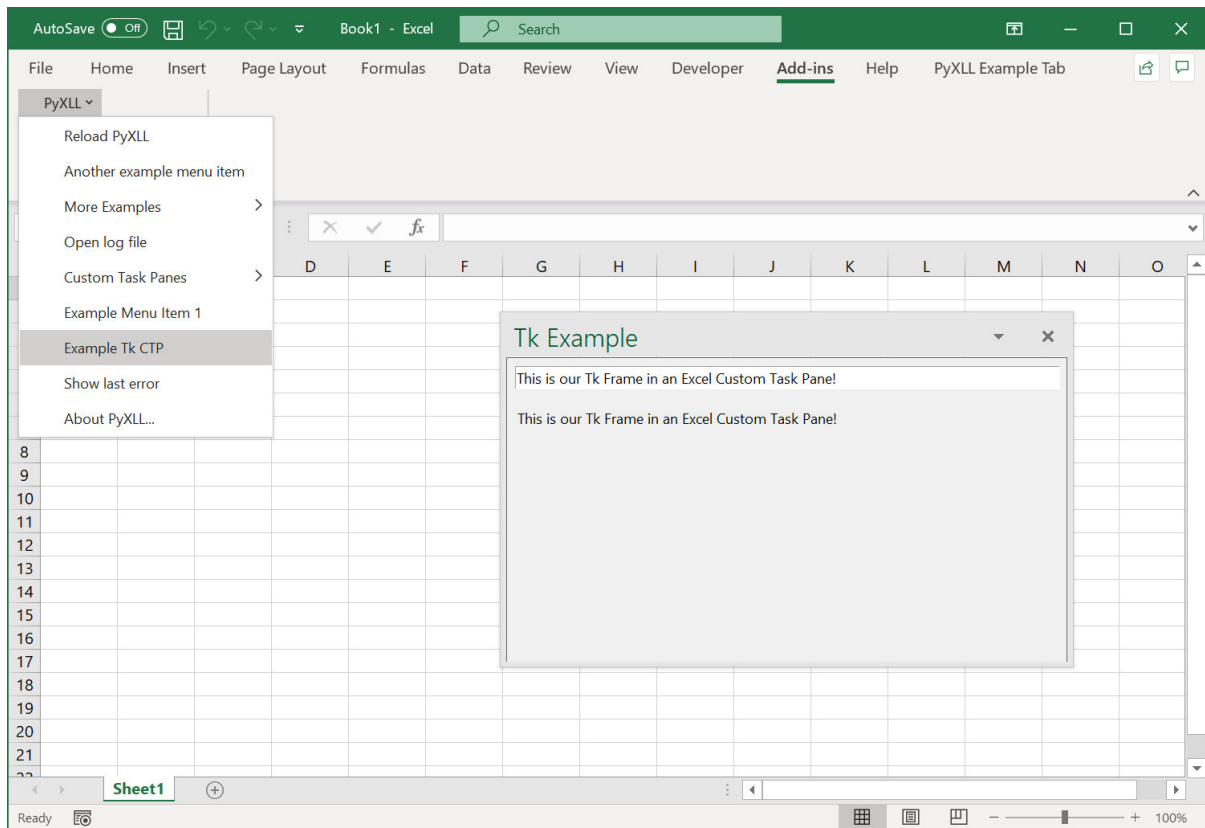 AutoSave Off Book1 - Excel Search
File Home Insert Page Layout Formulas Data Review View Developer Add-ins Help PyXLL Example Tab
PyXLL
Reload PyXLL
Another example menu item
More Examples
Open log file
Custom Task Panes
Example Menu Item 1
Example Tk CTP
Show last error
About PyXLL...
fx
D E F G H I J K L M N O
Tk Example
This is our Tk Frame in an Excel Custom Task Pane!
This is our Tk Frame in an Excel Custom Task Pane!
8
9
10
11
12
13
14
15
16
17
18
19
20
21
22
Sheet1
Ready 100%